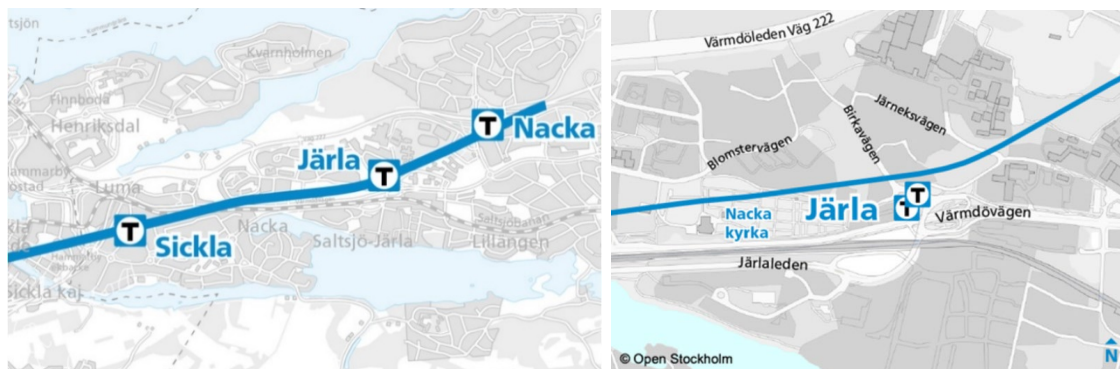 Kvarnholmen
Finnboda
Henriksdal
T
Nacka
Järla
T
Luma
T
Sickla
Nacka
Saltsjö-Järla
Saltsjöbanan
Lillängen
Sickla kaj
Värmdöleden Väg 222
Järneksvägen
Birkavägen
Blomstervägen
T
T
Järla
Nacka
kyrka
Värmdövägen
Järlaleden
© Open Stockholm
N